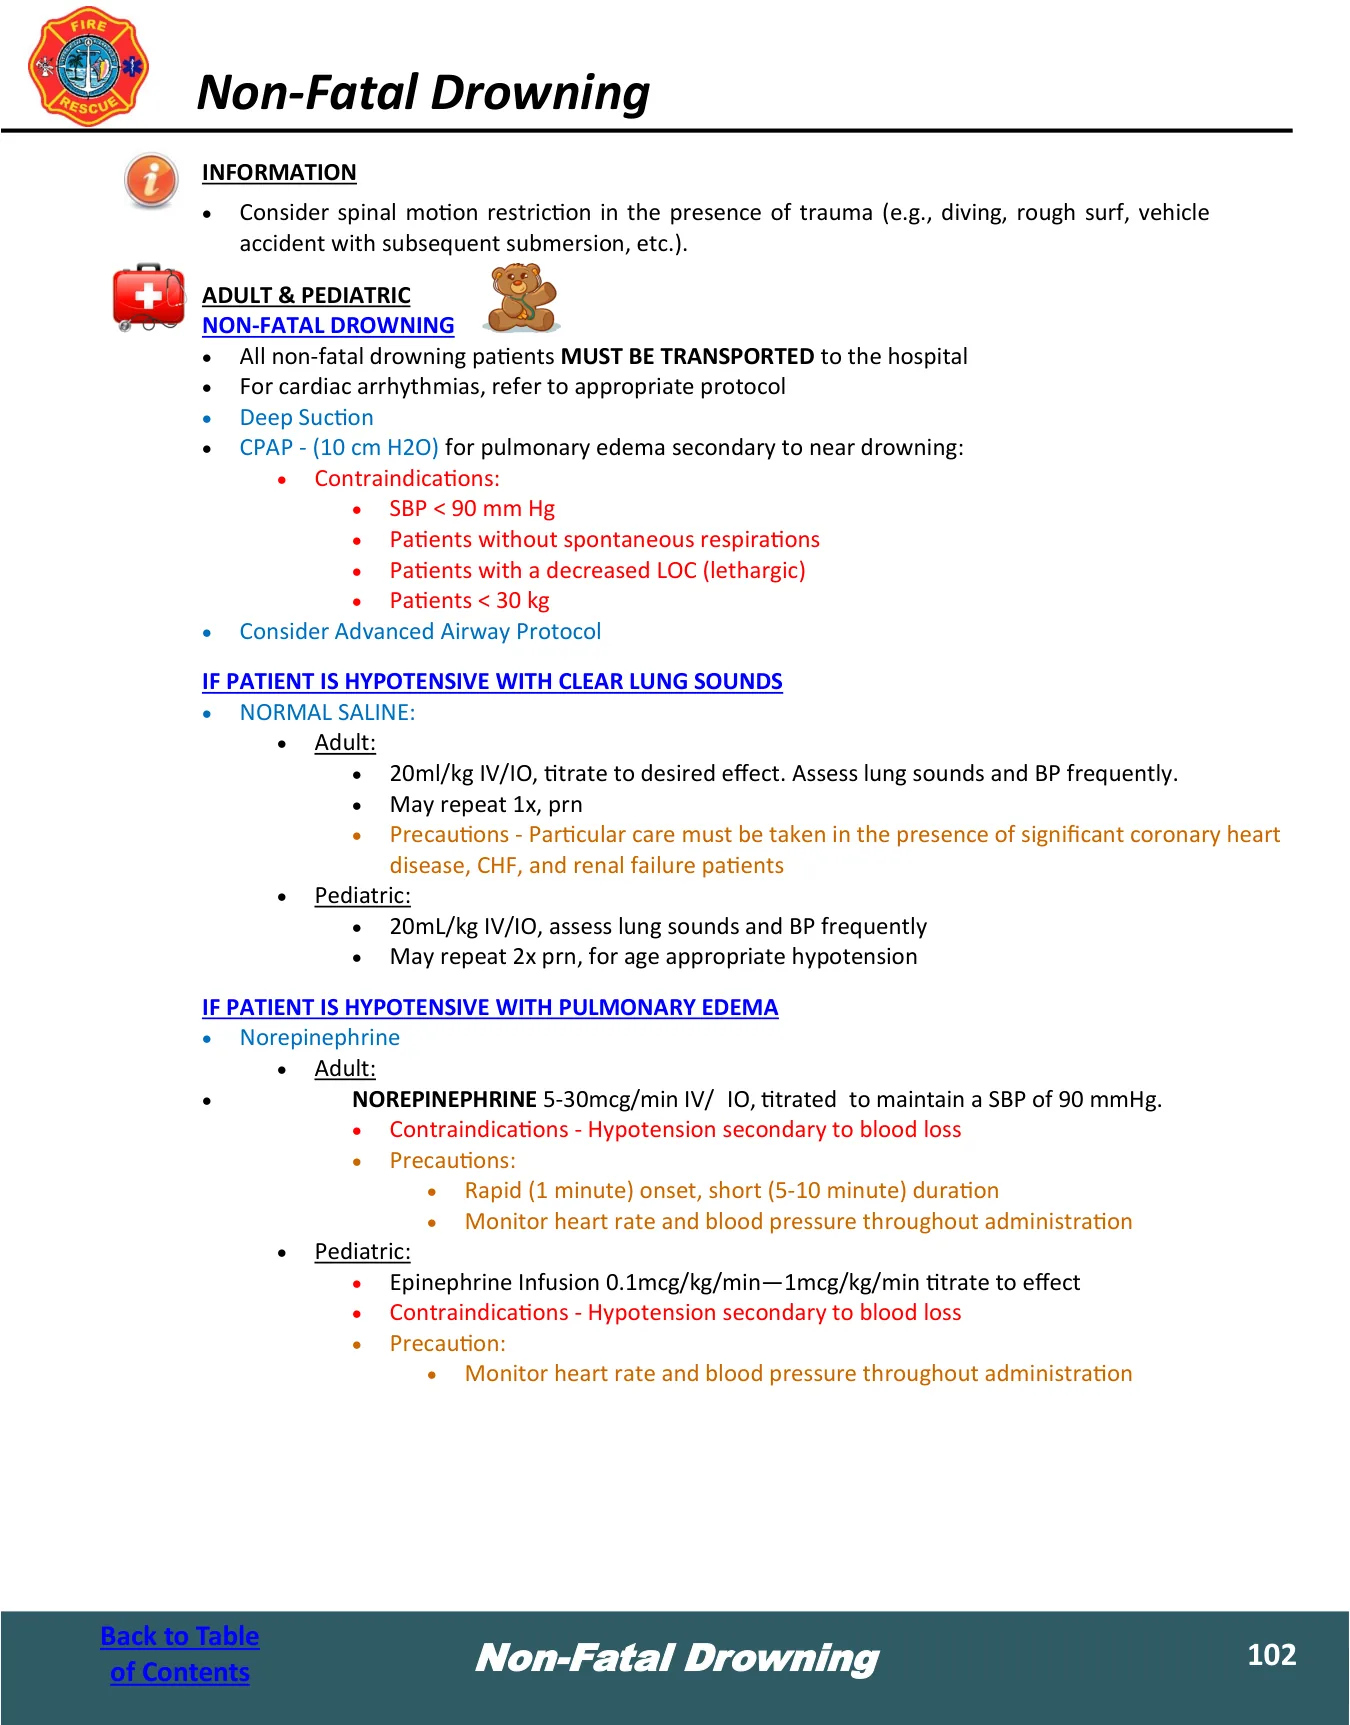 FIRE
RESCUE
Non-Fatal Drowning
INFORMATION
• Consider spinal motion restriction in the presence of trauma (e.g., diving, rough surf, vehicle
accident with subsequent submersion, etc.).
ADULT & PEDIATRIC
NON-FATAL DROWNING
• All non-fatal drowning patients MUST BE TRANSPORTED to the hospital
• For cardiac arrhythmias, refer to appropriate protocol
• Deep Suction
• CPAP - (10 cm H2O) for pulmonary edema secondary to near drowning:
• Contraindications:
• SBP < 90 mm Hg
• Patients without spontaneous respirations
• Patients with a decreased LOC (lethargic)
• Patients < 30 kg
• Consider Advanced Airway Protocol
IF PATIENT IS HYPOTENSIVE WITH CLEAR LUNG SOUNDS
• NORMAL SALINE:
• Adult:
• 20ml/kg IV/IO, titrate to desired effect. Assess lung sounds and BP frequently.
• May repeat 1x, prn
• Precautions - Particular care must be taken in the presence of significant coronary heart
disease, CHF, and renal failure patients
• Pediatric:
• 20mL/kg IV/IO, assess lung sounds and BP frequently
• May repeat 2x prn, for age appropriate hypotension
IF PATIENT IS HYPOTENSIVE WITH PULMONARY EDEMA
• Norepinephrine
• Adult:
• NOREPINEPHRINE 5-30mcg/min IV/ IO, titrated to maintain a SBP of 90 mmHg.
• Contraindications - Hypotension secondary to blood loss
• Precautions:
• Rapid (1 minute) onset, short (5-10 minute) duration
• Monitor heart rate and blood pressure throughout administration
• Pediatric:
• Epinephrine Infusion 0.1mcg/kg/min—1mcg/kg/min titrate to effect
• Contraindications - Hypotension secondary to blood loss
• Precaution:
• Monitor heart rate and blood pressure throughout administration
Back to Table
of Contents
Non-Fatal Drowning
102